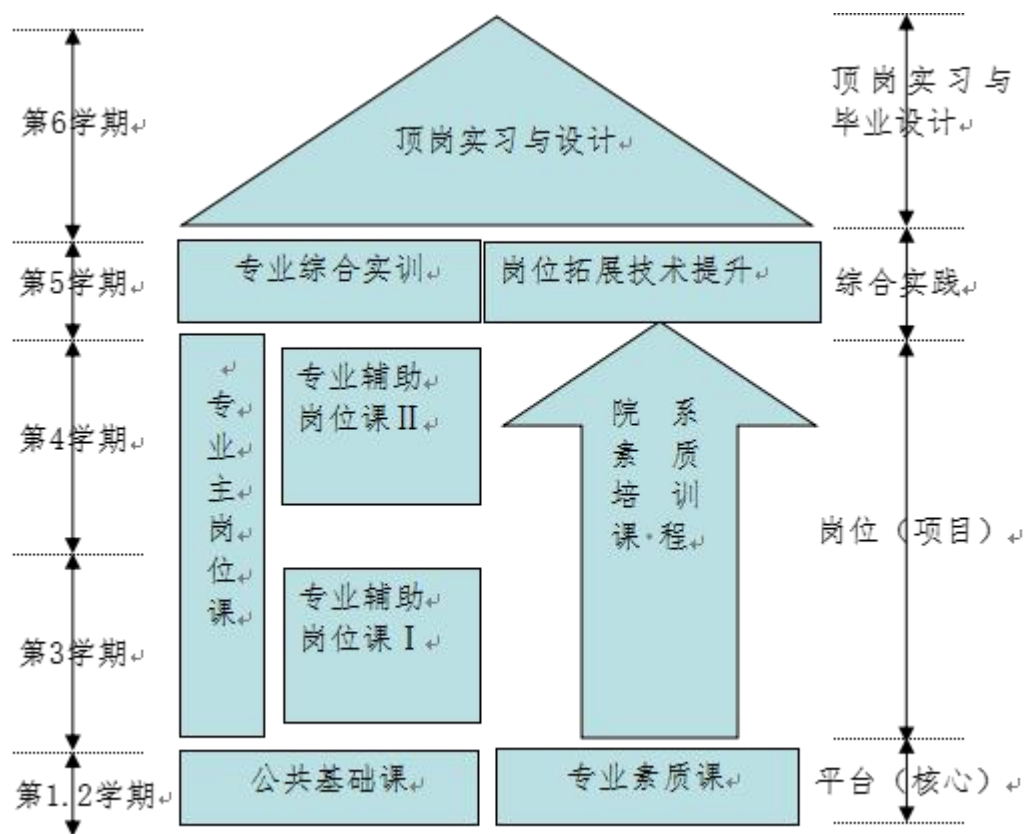 第6学期
顶岗实习与设计
顶岗实习与
毕业设计
第5学期
专业综合实训
岗位拓展技术提升
综合实践
第4学期
第3学期
专
业
主
岗
位
课
专业辅助
岗位课Ⅱ
专业辅助
岗位课Ⅰ
院 系
素 质
培 训
课·程
岗位（项目）
第1.2学期
公共基础课
专业素质课
平台（核心）